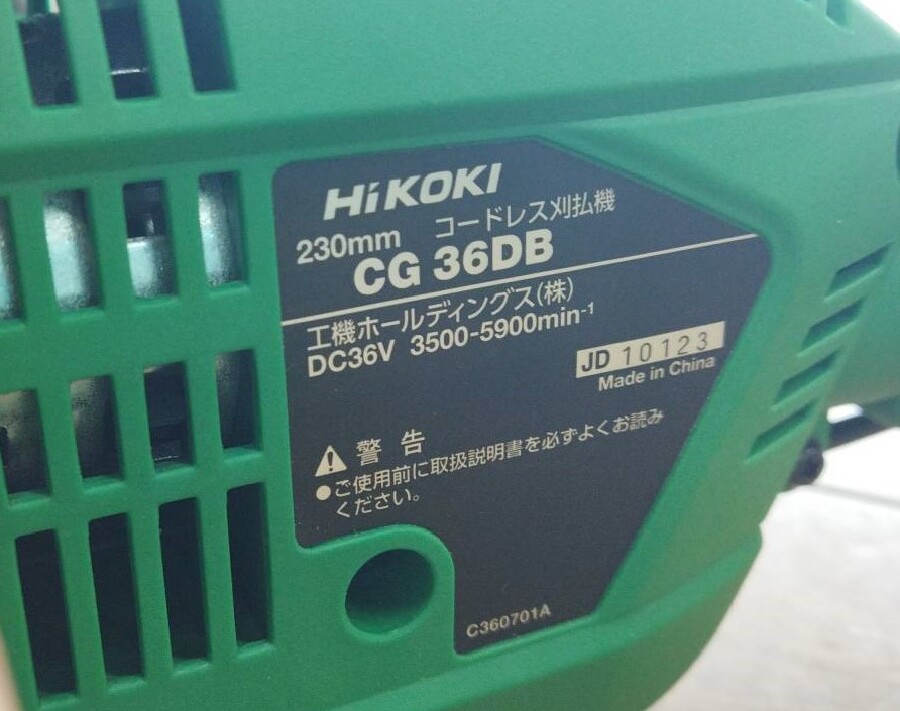 HiKOKI
230mm コードレス刈払機
CG 36DB
工機ホールディングス(株)
DC36V 3500-5900min-1
JD 10123
Made in China
警告
●ご使用前に取扱説明書を必ずよくお読み
ください。
C360701A